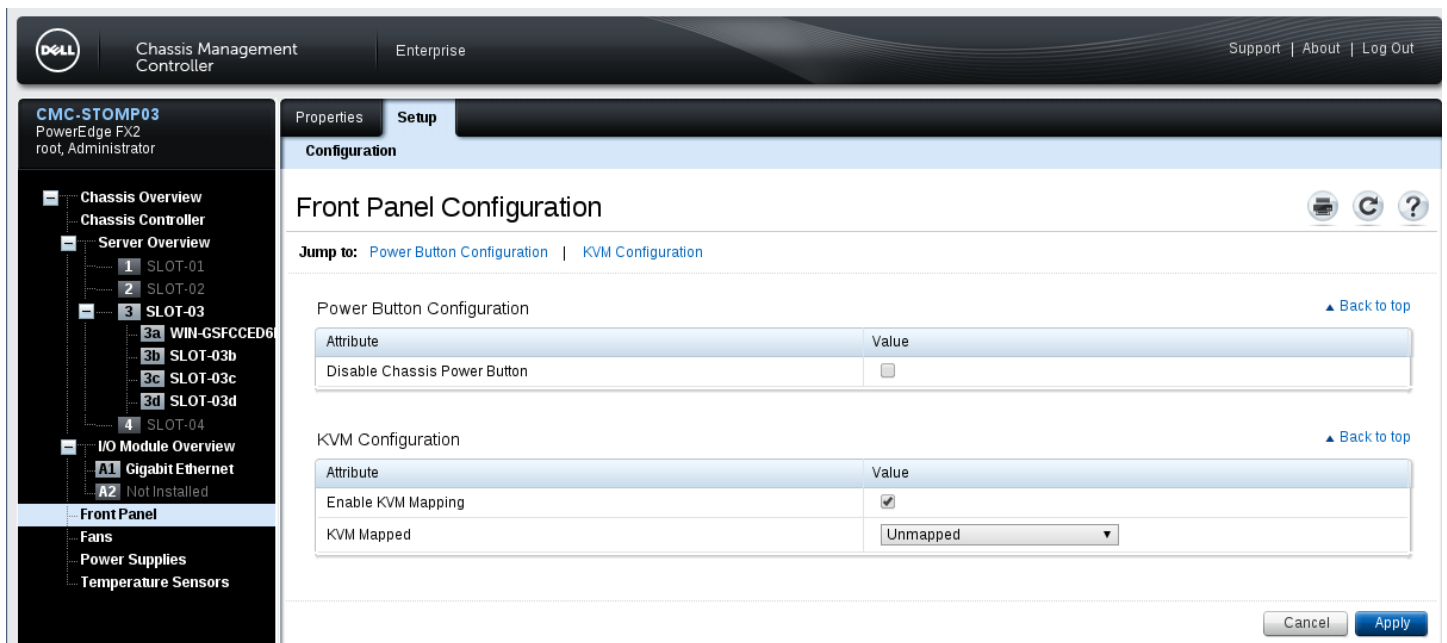 DELL
Chassis Management
Controller
Enterprise
Support | About | Log Out
CMC-STOMP03
PowerEdge FX2
root, Administrator
Properties
Setup
Configuration
Chassis Overview
Chassis Controller
Server Overview
1 SLOT-01
2 SLOT-02
3 SLOT-03
3a WIN-GSFCCED6
3b SLOT-03b
3c SLOT-03c
3d SLOT-03d
4 SLOT-04
I/O Module Overview
A1 Gigabit Ethernet
A2 Not Installed
Front Panel
Fans
Power Supplies
Temperature Sensors
Front Panel Configuration
Jump to: Power Button Configuration | KVM Configuration
Power Button Configuration
▲ Back to top
Attribute Value
Disable Chassis Power Button
KVM Configuration
▲ Back to top
Attribute Value
Enable KVM Mapping
KVM Mapped Unmapped
Cancel Apply